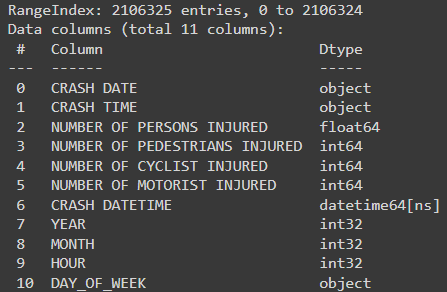 RangeIndex: 2106325 entries, 0 to 2106324
Data columns (total 11 columns):
 #   Column                         Dtype
---  ------                         -----
 0   CRASH DATE                     object
 1   CRASH TIME                     object
 2   NUMBER OF PERSONS INJURED      float64
 3   NUMBER OF PEDESTRIANS INJURED  int64
 4   NUMBER OF CYCLIST INJURED      int64
 5   NUMBER OF MOTORIST INJURED     int64
 6   CRASH DATETIME                 datetime64[ns]
 7   YEAR                           int32
 8   MONTH                          int32
 9   HOUR                           int32
 10  DAY_OF_WEEK                    object